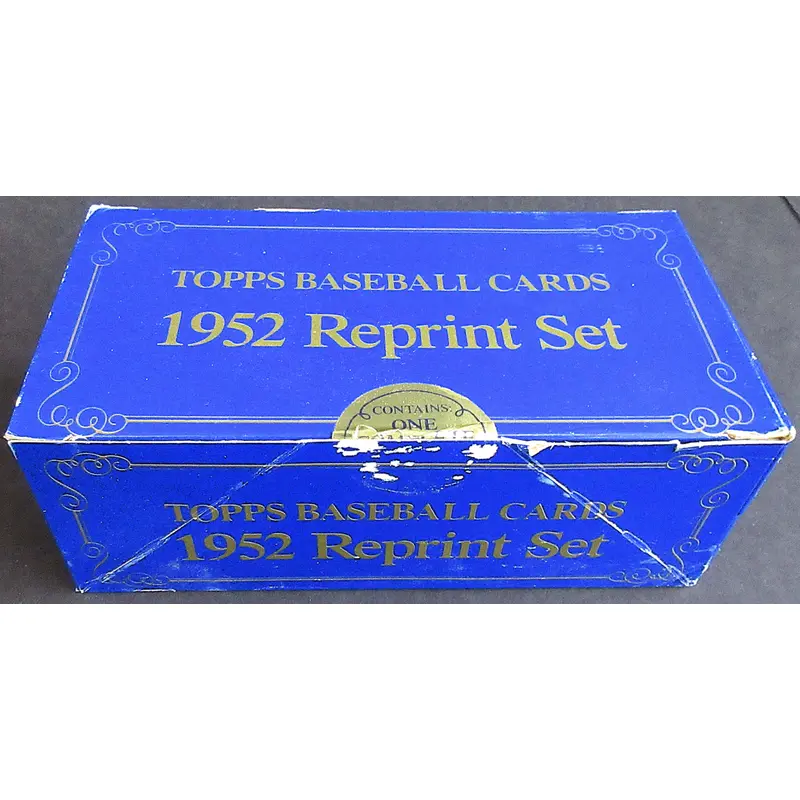 TOPPS BASEBALL CARDS
1952 Reprint Set
CONTAINS:
ONE
TOPPS BASEBALL CARDS
1952 Reprint Set